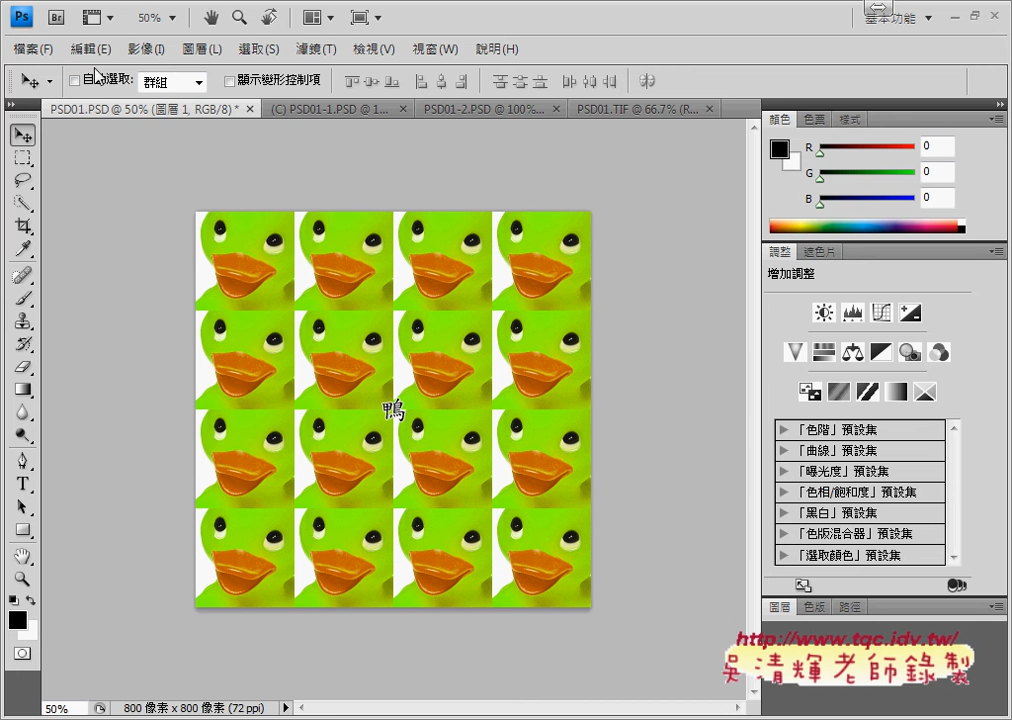 Ps Br 50% 基本功能
檔案(F) 編輯(E) 影像(I) 圖層(L) 選取(S) 濾鏡(T) 檢視(V) 視窗(W) 說明(H)
自動選取: 群組 顯示變形控制項
PSD01.PSD @ 50% (圖層 1, RGB/8) * × (C) PSD01-1.PSD @ 1... × PSD01-2.PSD @ 100%... × PSD01.TIF @ 66.7% (R... ×
顏色 色票 樣式
R 0
G 0
B 0
調整 遮色片
增加調整
鴨
「色階」預設集
「曲線」預設集
「曝光度」預設集
「色相/飽和度」預設集
「黑白」預設集
「色版混合器」預設集
「選取顏色」預設集
T
圖層 色版 路徑
http://www.tqc.idv.tw/
吳清輝老師錄製
50% 800 像素 x 800 像素 (72 ppi)